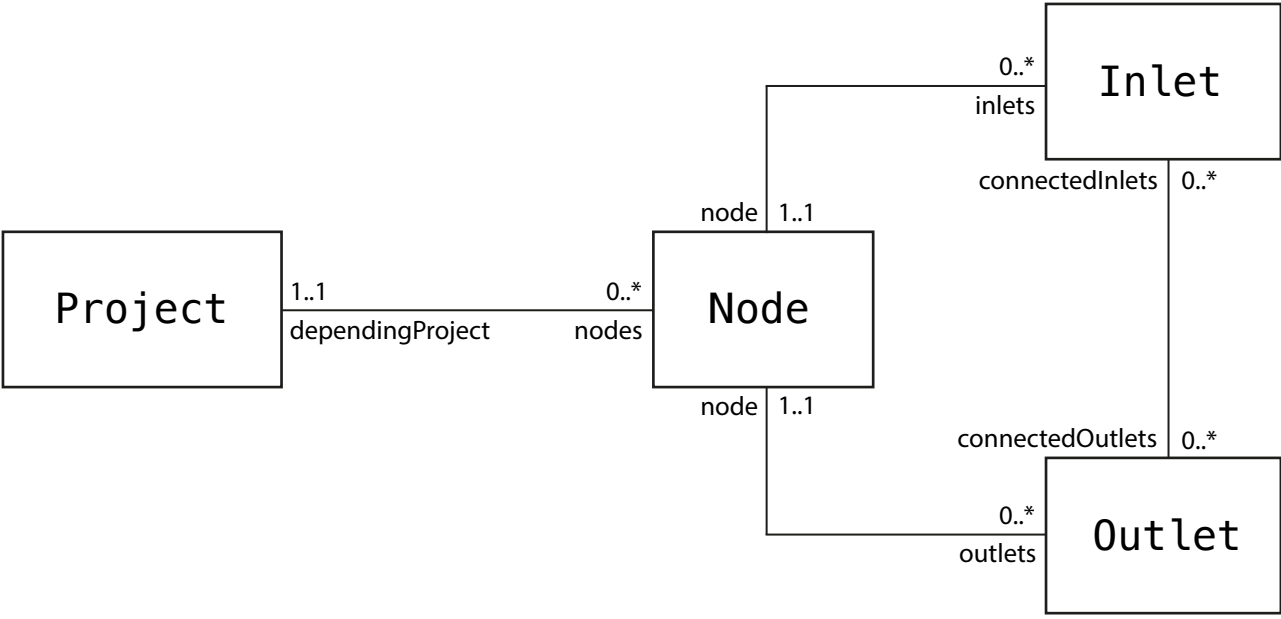 0..*
Inlet
inlets
connectedInlets 0..*
node 1..1
Project
1..1
dependingProject
0..*
nodes
Node
node 1..1
connectedOutlets 0..*
0..*
outlets
Outlet